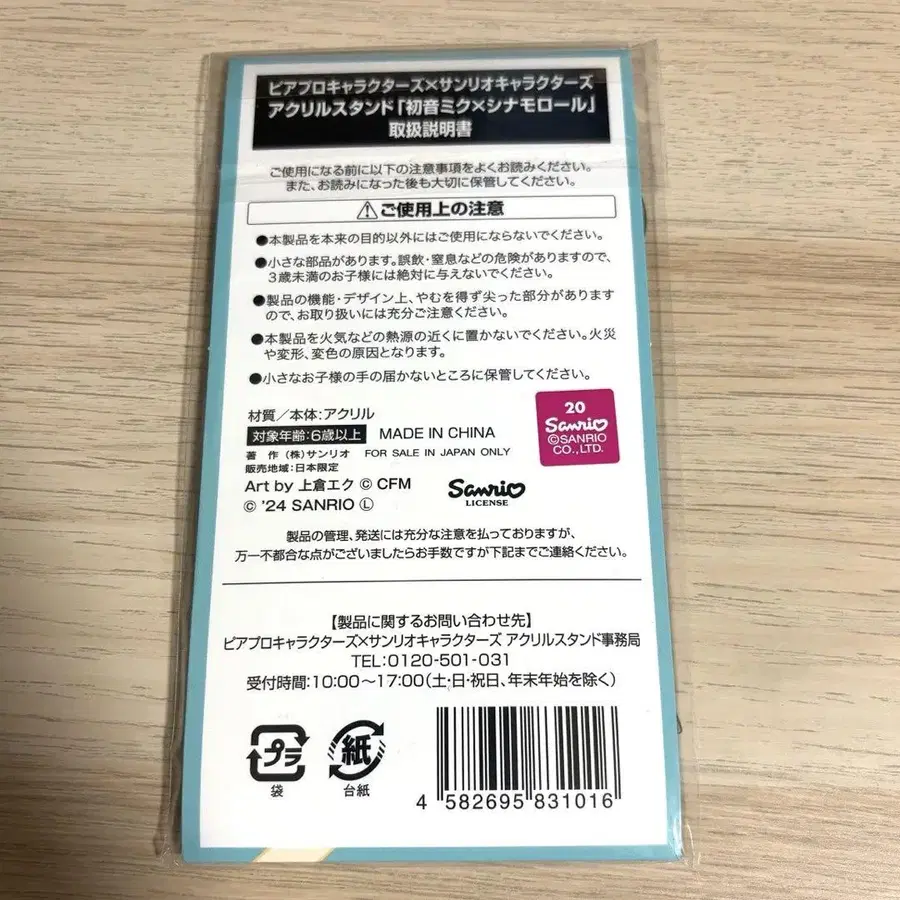 ピアプロキャラクターズ×サンリオキャラクターズ
アクリルスタンド「初音ミク×シナモロール」
取扱説明書
ご使用になる前に以下の注意事項をよくお読みください。
また、お読みになった後も大切に保管してください。
⚠ご使用上の注意
●本製品を本来の目的以外にはご使用にならないでください。
●小さな部品があります。誤飲・窒息などの危険がありますので、
3歳未満のお子様には絶対に与えないでください。
●製品の機能・デザイン上、やむを得ず尖った部分があります
ので、お取り扱いには充分ご注意ください。
●本製品を火気などの熱源の近くに置かないでください。火災
や変形、変色の原因となります。
●小さなお子様の手の届かないところに保管してください。
材質/本体:アクリル
対象年齢:6歳以上 MADE IN CHINA
著 作 (株)サンリオ FOR SALE IN JAPAN ONLY
販売地域:日本限定
Art by 上倉エク © CFM
© '24 SANRIO Ⓛ
Sanrio
LICENSE
20
Sanrio
©SANRIO
CO.,LTD.
製品の管理、発送には充分な注意を払っておりますが、
万一不都合な点がございましたらお手数ですが下記までご連絡ください。
【製品に関するお問い合わせ先】
ピアプロキャラクターズ×サンリオキャラクターズ アクリルスタンド事務局
TEL:0120-501-031
受付時間:10:00〜17:00(土・日・祝日、年末年始を除く)
プラ
袋
紙
台紙
4 582695 831016